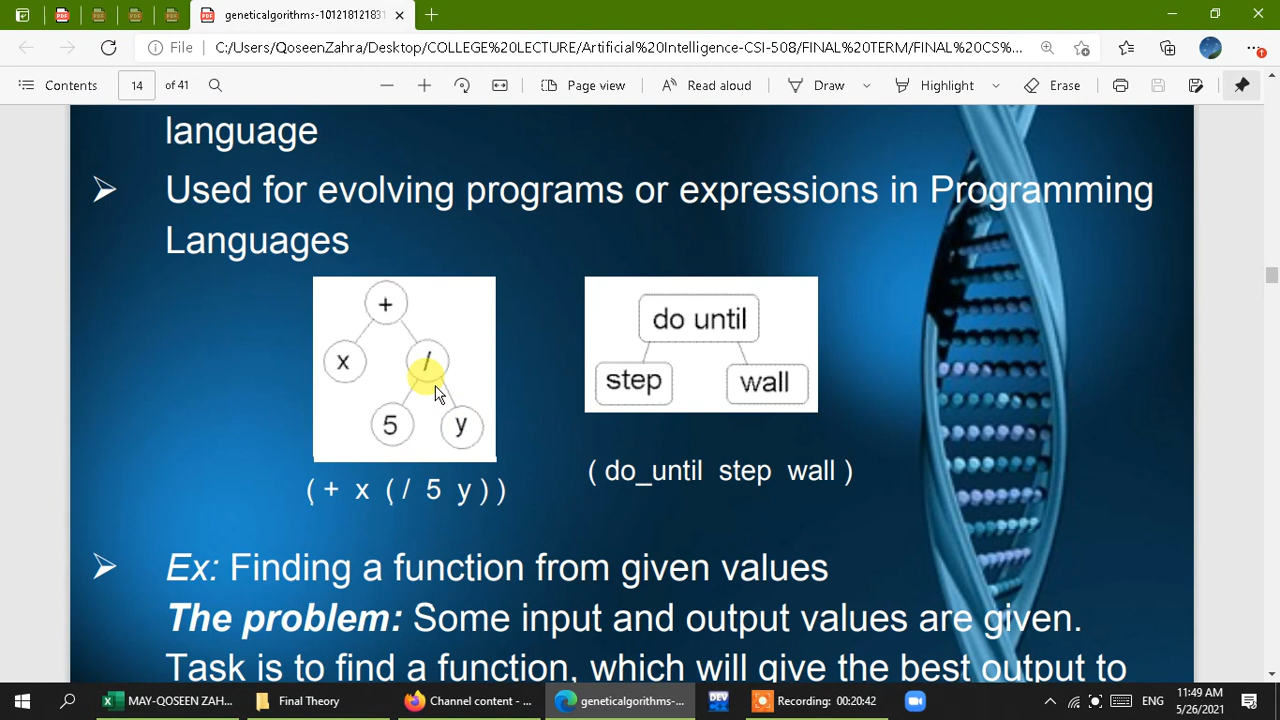 geneticalgorithms-101218121831
File
C:/Users/QoseenZahra/Desktop/COLLEGE%20LECTURE/Artificial%20Intelligence-CSI-508/FINAL%20TERM/FINAL%20CS%...
Contents
14
of 41
Page view
Read aloud
Draw
Highlight
Erase
language
Used for evolving programs or expressions in Programming
Languages
+
x
/
5
y
( + x ( / 5 y ) )
do until
step
wall
( do_until step wall )
Ex: Finding a function from given values
The problem: Some input and output values are given.
Task is to find a function, which will give the best output to
MAY-QOSEEN ZAH...
Final Theory
Channel content - ...
geneticalgorithms-...
DEV
Recording: 00:20:42
ENG
11:49 AM
5/26/2021